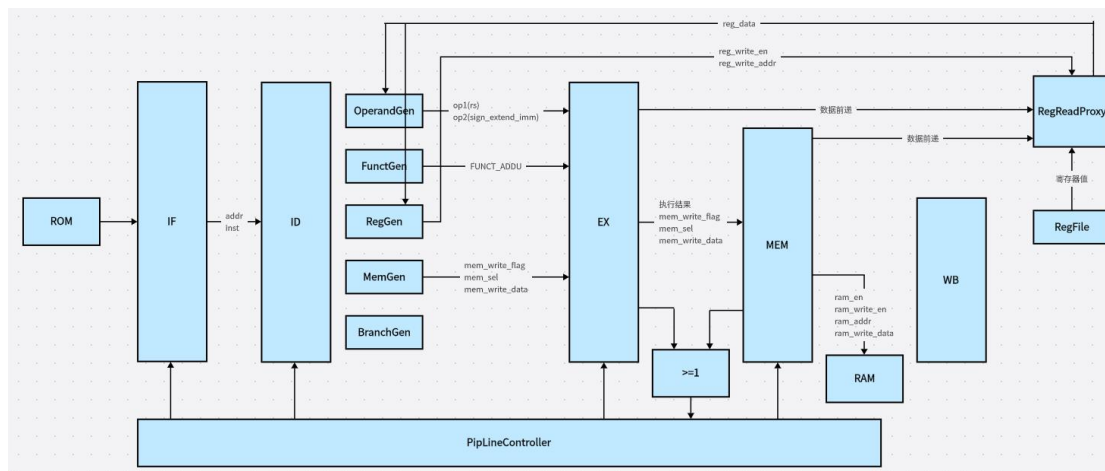 reg_data
reg_write_en
reg_write_addr
OperandGen
op1(rs)
op2(sign_extend_imm)
数据前递
RegReadProxy
数据前递
FunctGen
FUNCT_ADDU
寄存器值
ROM
IF
addr
inst
ID
RegGen
EX
执行结果
mem_write_flag
mem_sel
mem_write_data
MEM
RegFile
MemGen
mem_write_flag
mem_sel
mem_write_data
WB
BranchGen
ram_en
ram_write_en
ram_addr
ram_write_data
>=1
RAM
PipLineController